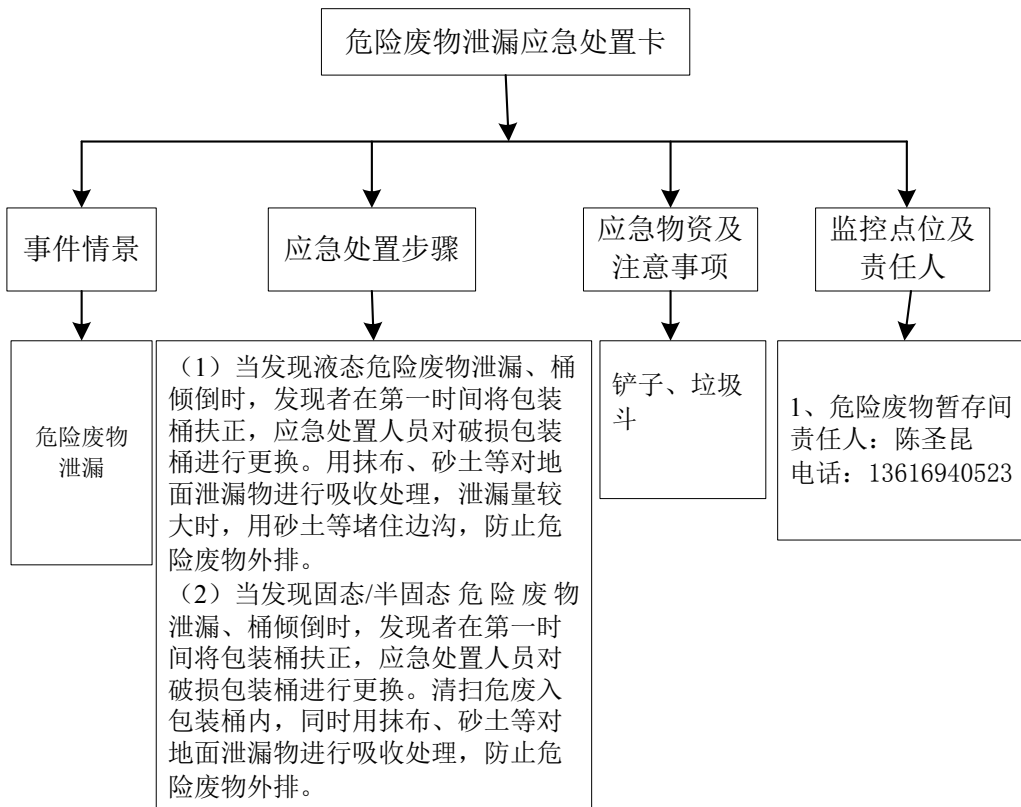 危险废物泄漏应急处置卡
事件情景
应急处置步骤
应急物资及
注意事项
监控点位及
责任人
危险废物
泄漏
（1）当发现液态危险废物泄漏、桶
倾倒时，发现者在第一时间将包装
桶扶正，应急处置人员对破损包装
桶进行更换。用抹布、砂土等对地
面泄漏物进行吸收处理，泄漏量较
大时，用砂土等堵住边沟，防止危
险废物外排。
（2）当发现固态/半固态危险废物
泄漏、桶倾倒时，发现者在第一时
间将包装桶扶正，应急处置人员对
破损包装桶进行更换。清扫危废入
包装桶内，同时用抹布、砂土等对
地面泄漏物进行吸收处理，防止危
险废物外排。
铲子、垃圾
斗
1、危险废物暂存间
责任人：陈圣昆
电话：13616940523